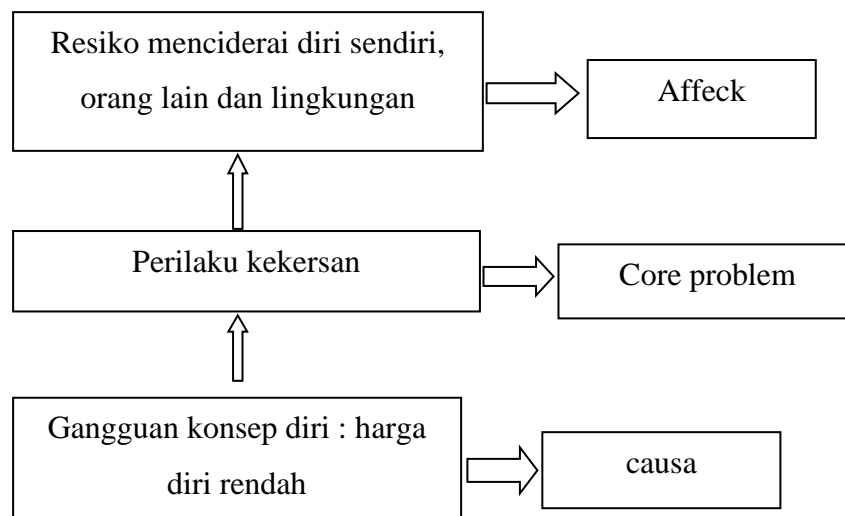 Resiko menciderai diri sendiri,
orang lain dan lingkungan
Affeck
Perilaku kekersan
Core problem
Gangguan konsep diri : harga
diri rendah
causa